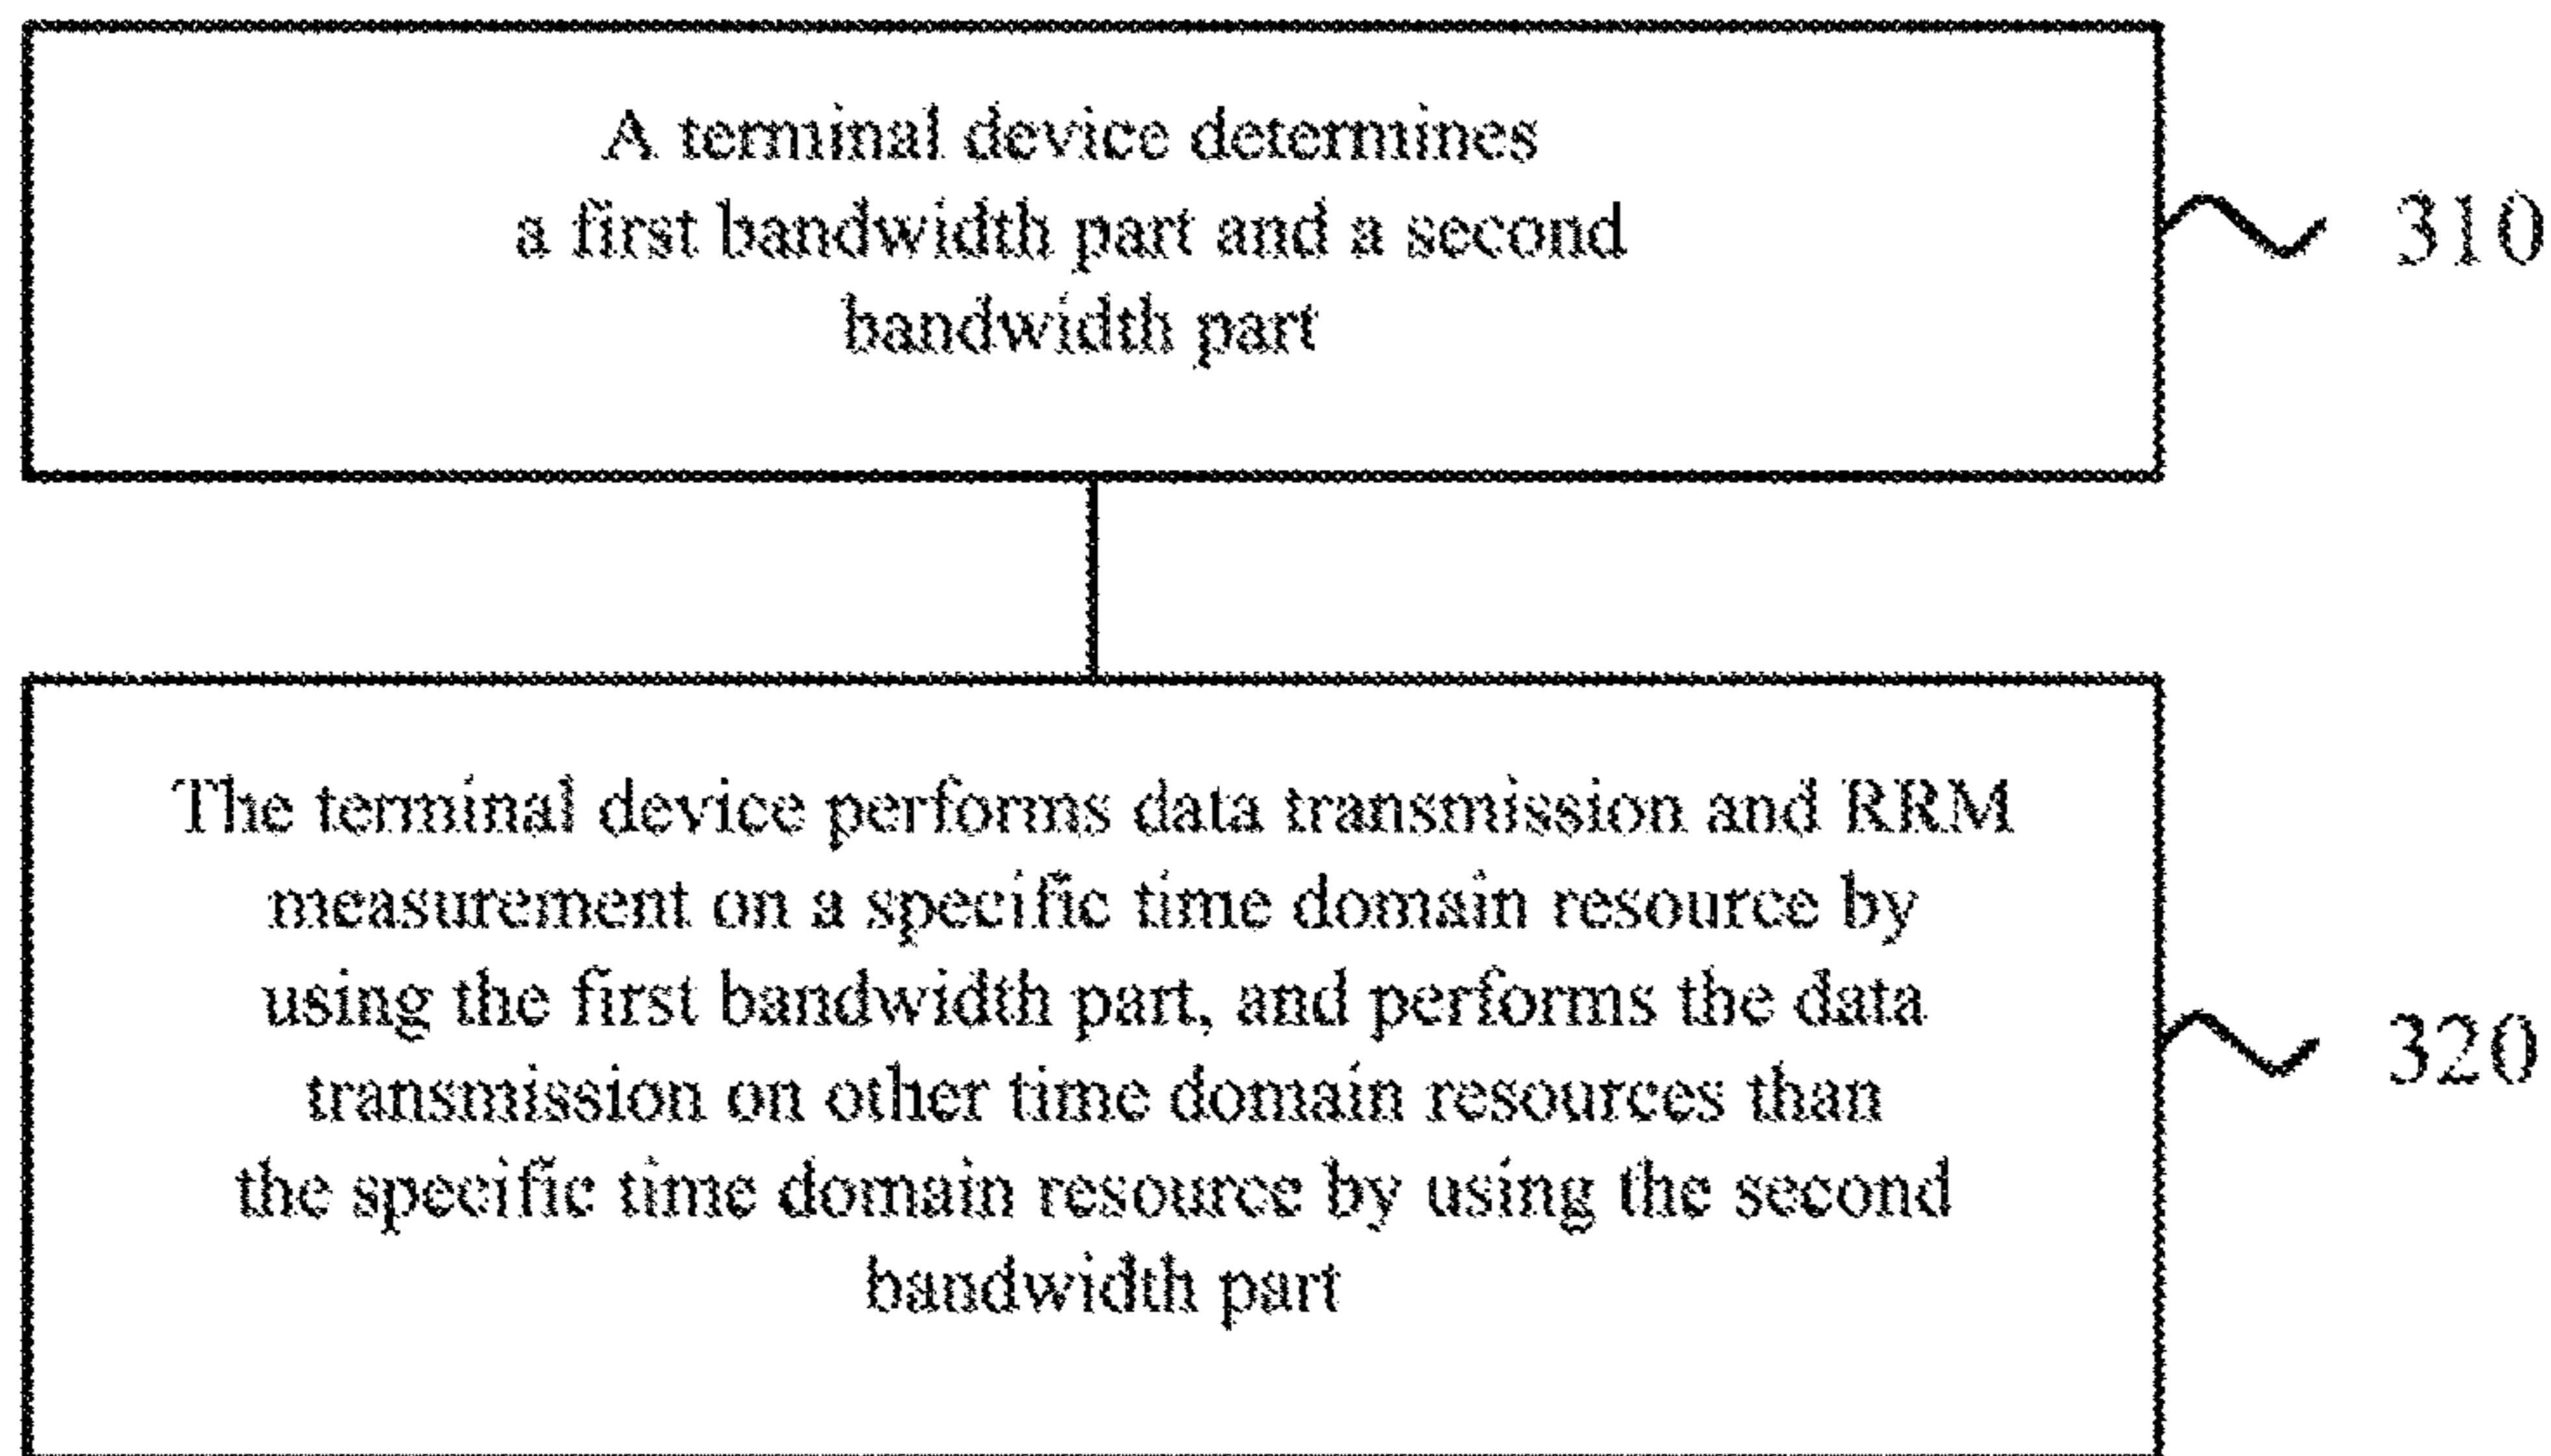 A terminal device determines
a first bandwidth part and a second
bandwidth part
310
The terminal device performs data transmission and RRM
measurement on a specific time domain resource by
using the first bandwidth part, and performs the data
transmission on other time domain resources than
the specific time domain resource by using the second
bandwidth part
320